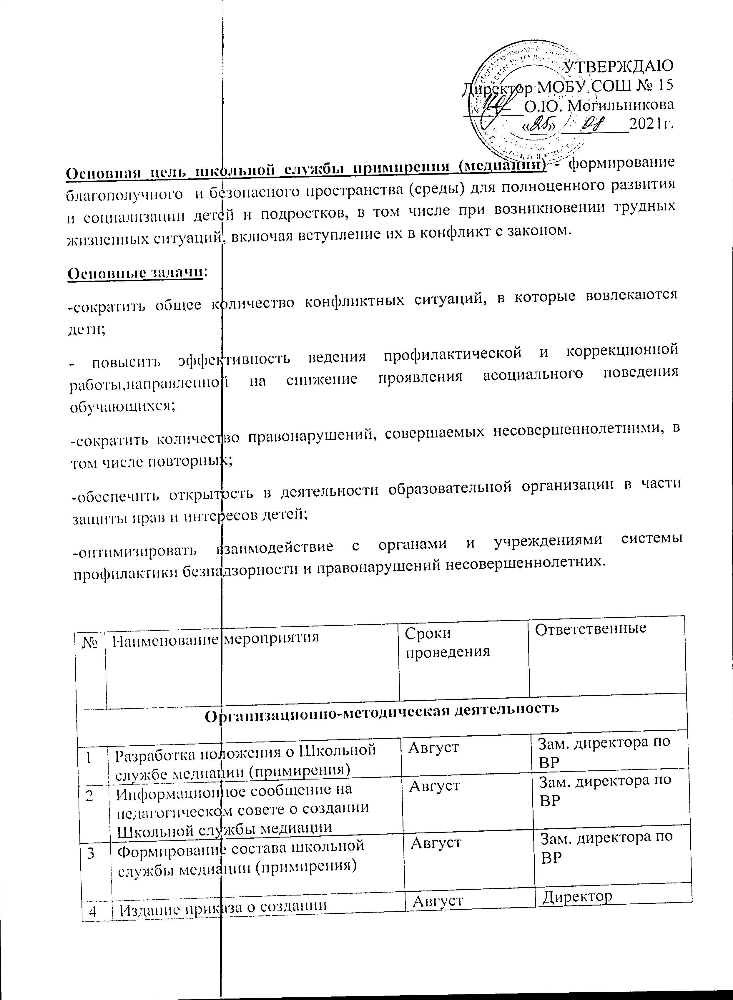 УТВЕРЖДАЮ
Директор МОБУ СОШ № 15
О.Ю. Могильникова
«25» 08 2021г.
Основная цель школьной службы примирения (медиации) - формирование
благополучного и безопасного пространства (среды) для полноценного развития
и социализации детей и подростков, в том числе при возникновении трудных
жизненных ситуаций, включая вступление их в конфликт с законом.
Основные задачи:
-сократить общее количество конфликтных ситуаций, в которые вовлекаются
дети;
- повысить эффективность ведения профилактической и коррекционной
работы,направленной на снижение проявления асоциального поведения
обучающихся;
-сократить количество правонарушений, совершаемых несовершеннолетними, в
том числе повторных;
-обеспечить открытость в деятельности образовательной организации в части
защиты прав и интересов детей;
-оптимизировать взаимодействие с органами и учреждениями системы
профилактики безнадзорности и правонарушений несовершеннолетних.
№ Наименование мероприятия Сроки Ответственные
проведения
Организационно-методическая деятельность
1 Разработка положения о Школьной Август Зам. директора по
службе медиации (примирения) ВР
2 Информационное сообщение на Август Зам. директора по
педагогическом совете о создании ВР
Школьной службы медиации
3 Формирование состава школьной Август Зам. директора по
службы медиации (примирения) ВР
4 Издание приказа о создании Август Директор